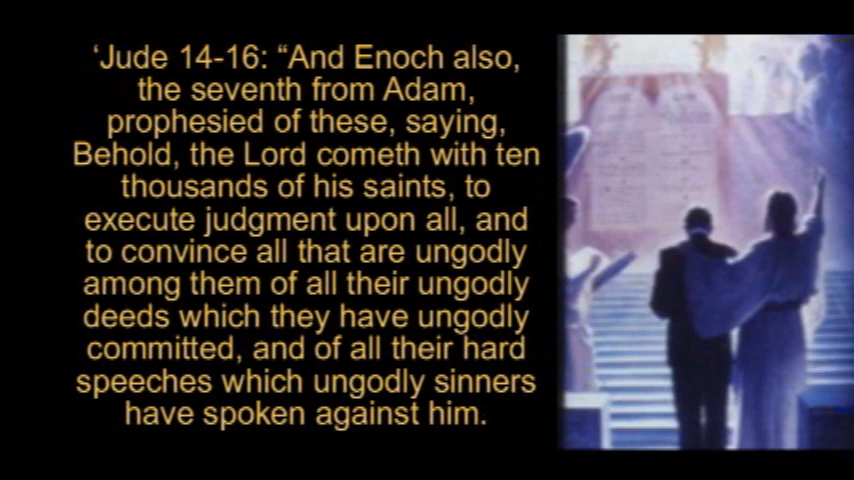 ‘Jude 14-16: “And Enoch also,
the seventh from Adam,
prophesied of these, saying,
Behold, the Lord cometh with ten
thousands of his saints, to
execute judgment upon all, and
to convince all that are ungodly
among them of all their ungodly
deeds which they have ungodly
committed, and of all their hard
speeches which ungodly sinners
have spoken against him.